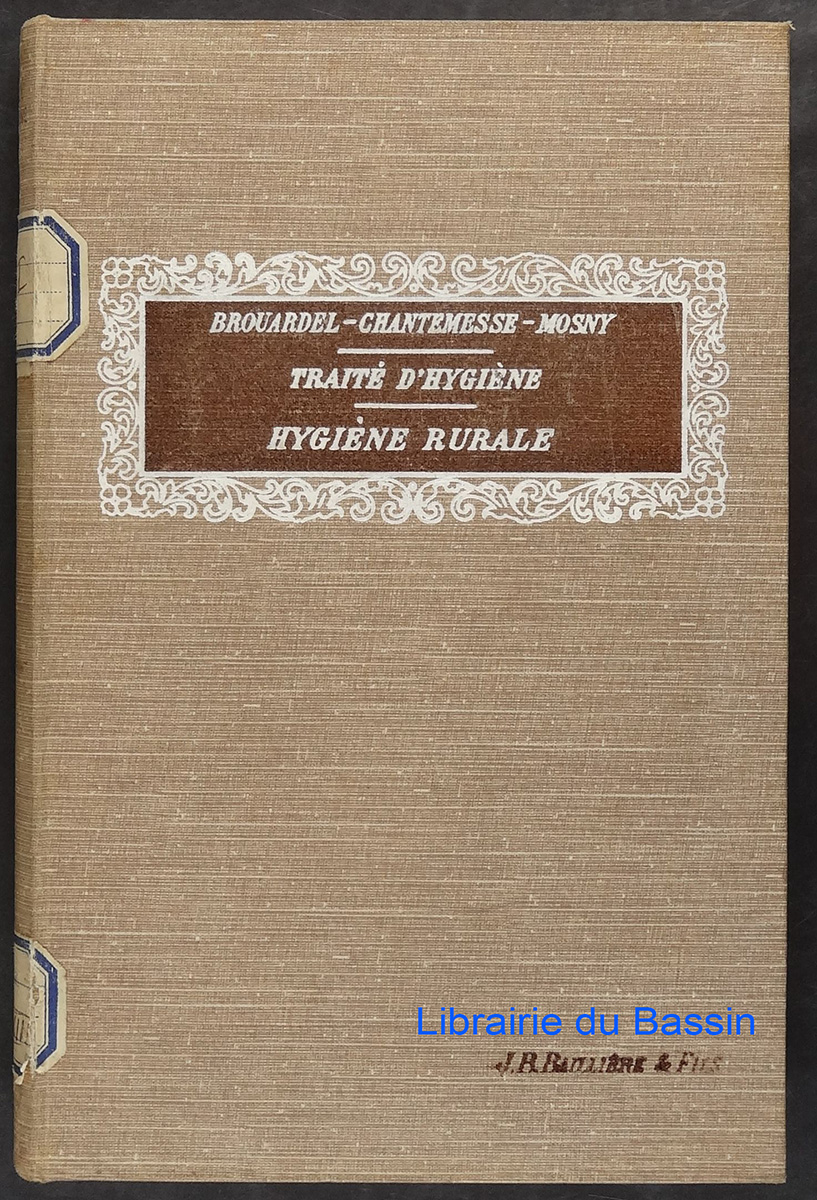 BROUARDEL-CHANTEMESSE-MOSNY
TRAITÉ D'HYGIÈNE
HYGIÈNE RURALE
Librairie du Bassin
J.B. BAILLIÈRE & FILS